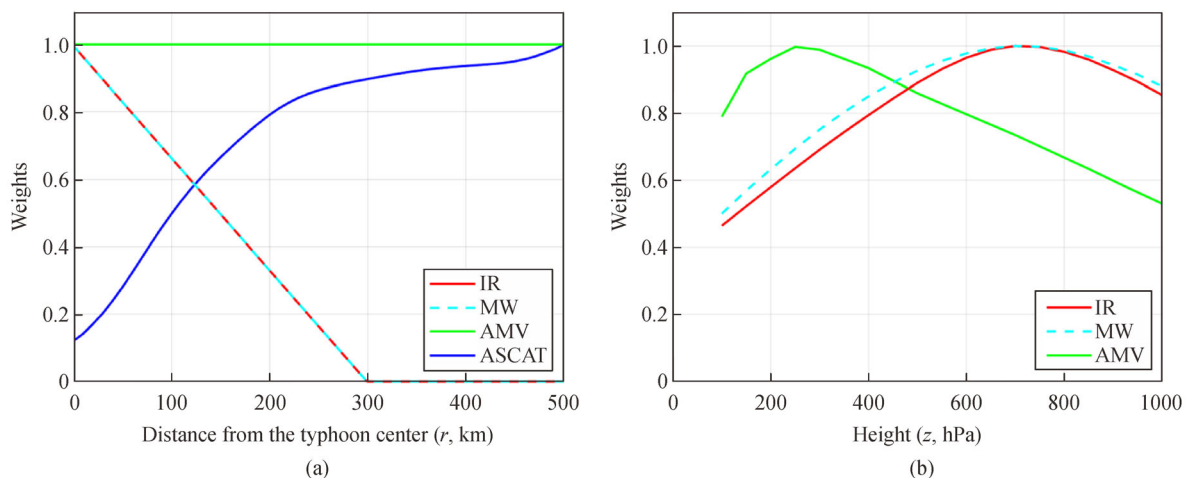 1.0
0.8
0.6
0.4
0.2
0
Weights
0 100 200 300 400 500
Distance from the typhoon center (r, km)
IR
MW
AMV
ASCAT
(a)
1.0
0.8
0.6
0.4
0.2
0
Weights
0 200 400 600 800 1000
Height (z, hPa)
IR
MW
AMV
(b)